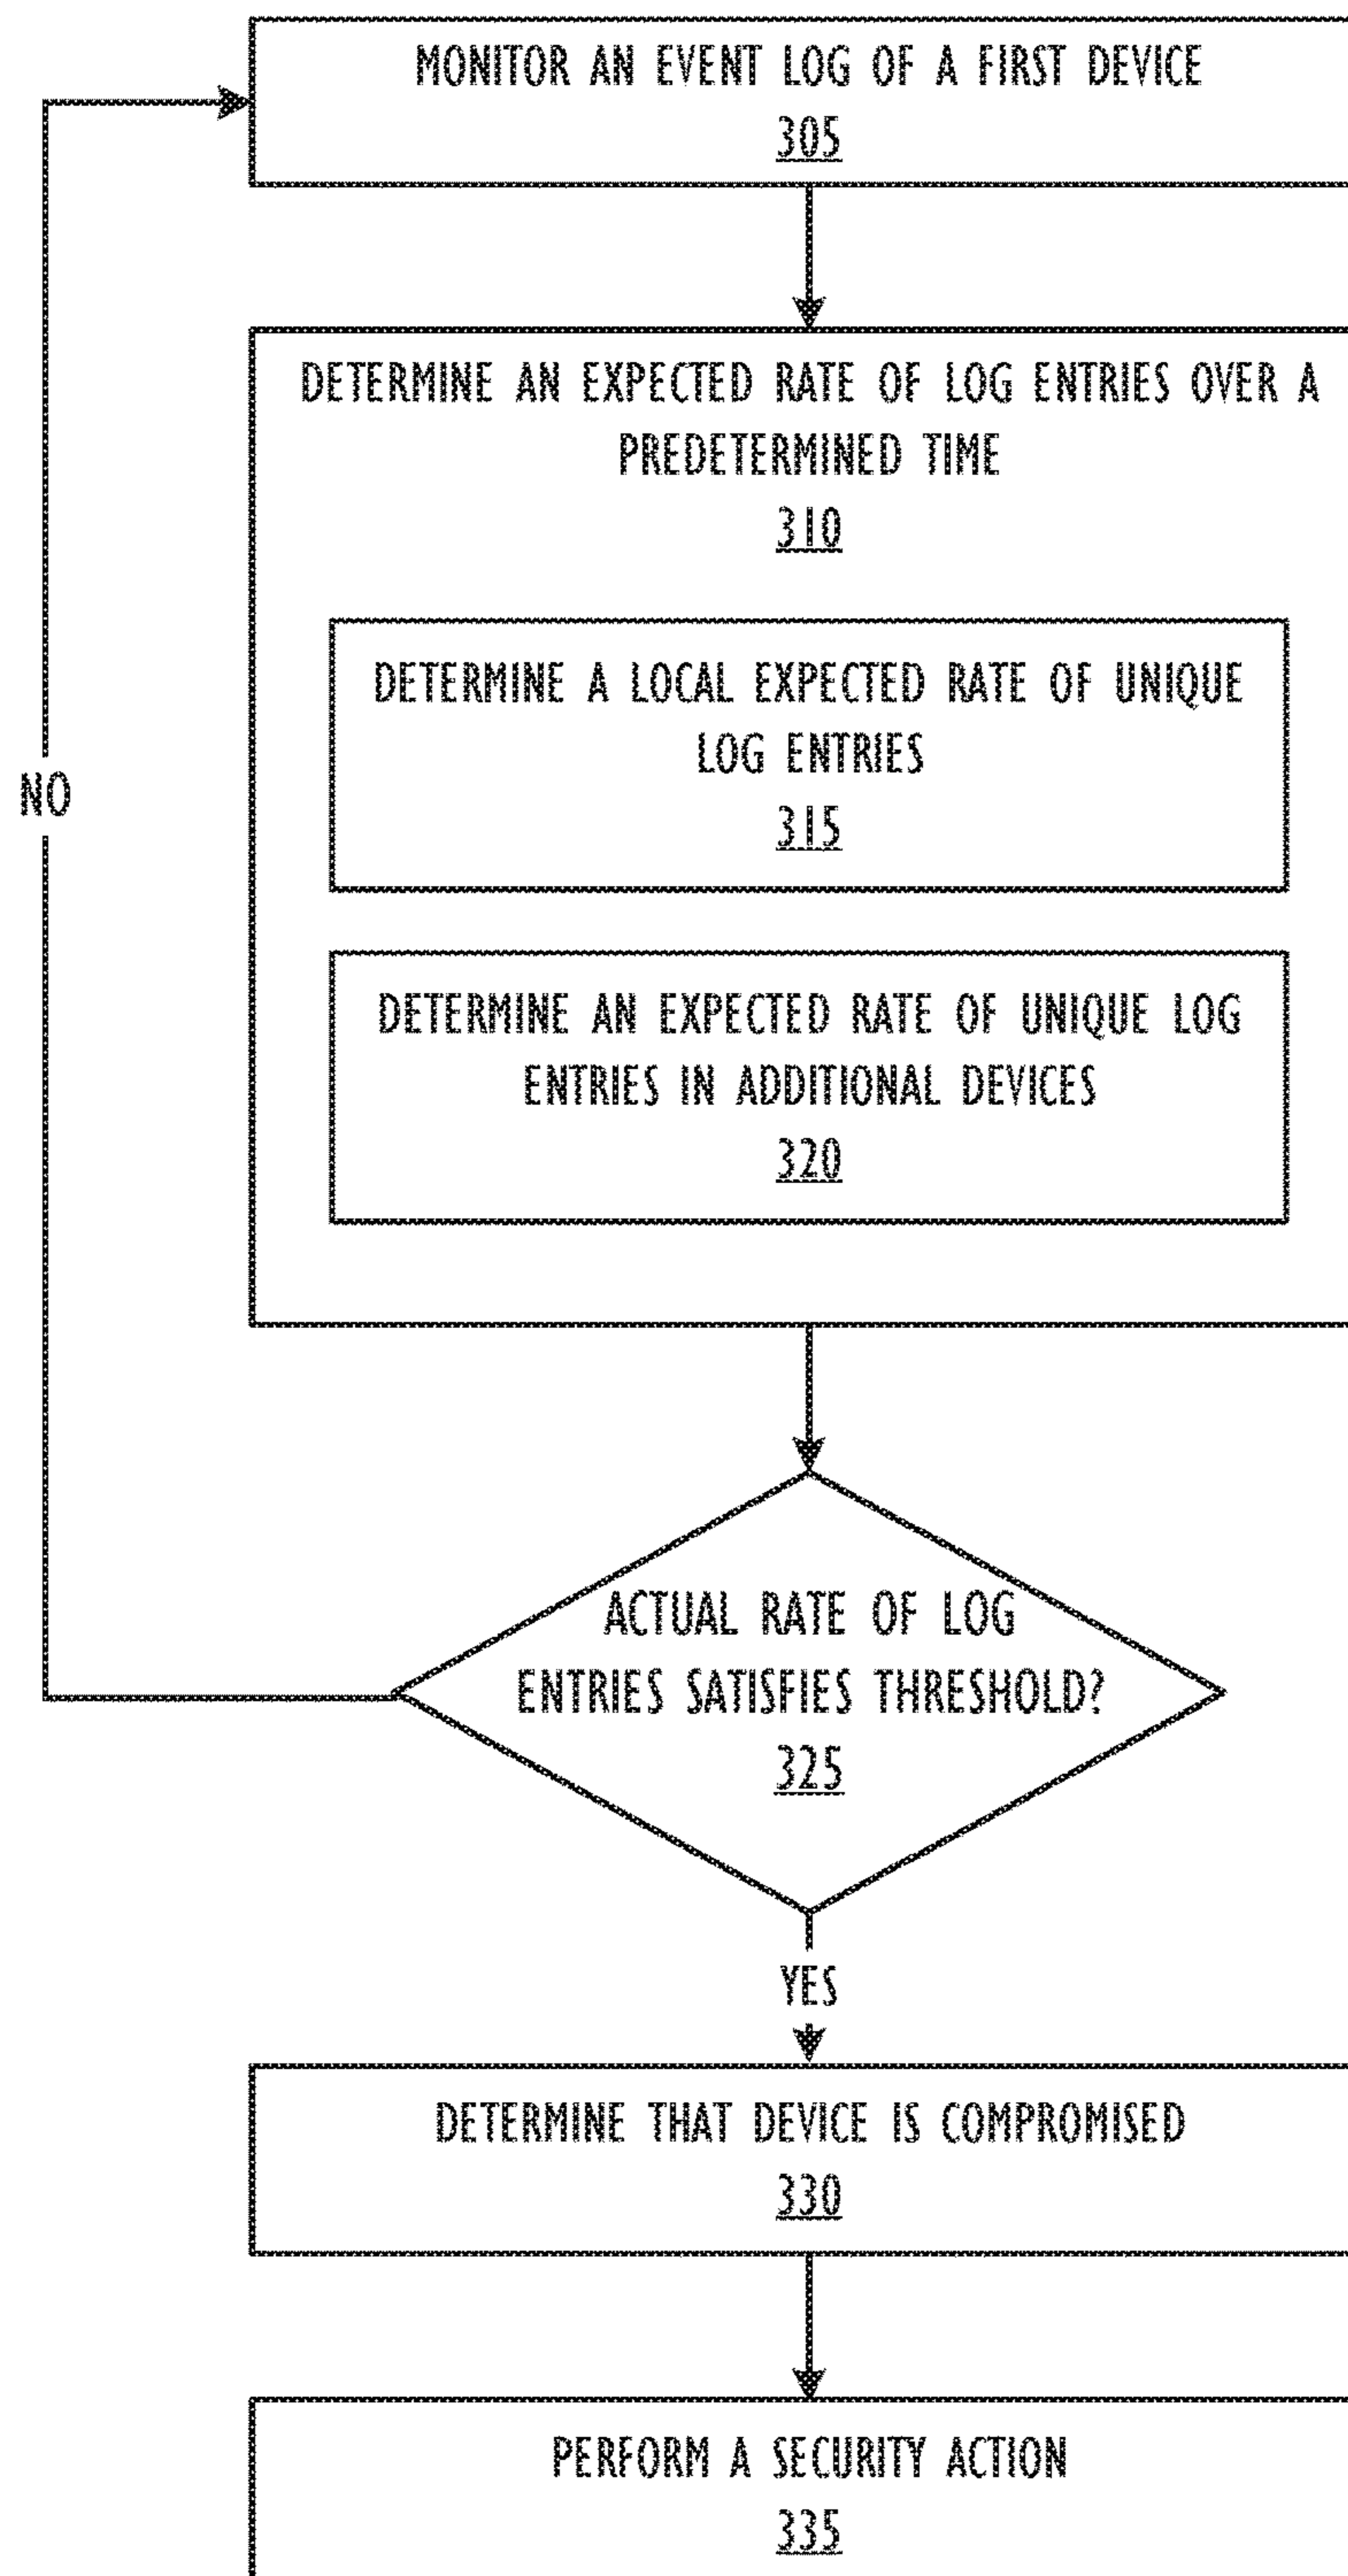 MONITOR AN EVENT LOG OF A FIRST DEVICE
305
DETERMINE AN EXPECTED RATE OF LOG ENTRIES OVER A
PREDETERMINED TIME
310
DETERMINE A LOCAL EXPECTED RATE OF UNIQUE
LOG ENTRIES
315
NO
DETERMINE AN EXPECTED RATE OF UNIQUE LOG
ENTRIES IN ADDITIONAL DEVICES
320
ACTUAL RATE OF LOG
ENTRIES SATISFIES THRESHOLD?
325
YES
DETERMINE THAT DEVICE IS COMPROMISED
330
PERFORM A SECURITY ACTION
335